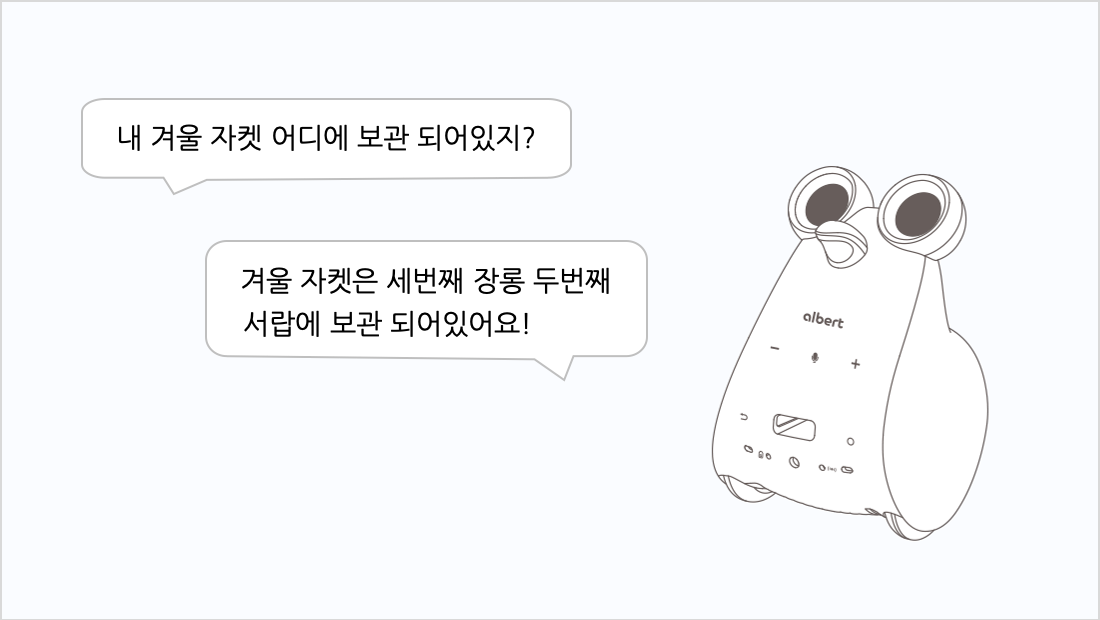 내 겨울 자켓 어디에 보관 되어있지?
겨울 자켓은 세번째 장롱 두번째
서랍에 보관 되어있어요!
albert